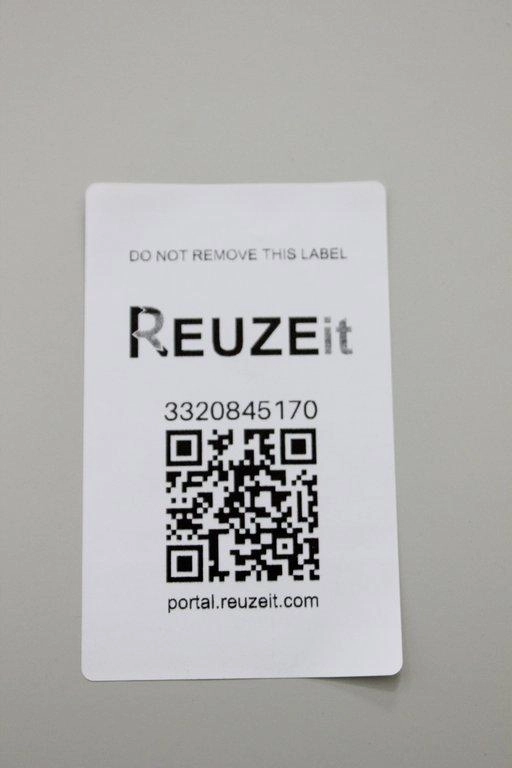 DO NOT REMOVE THIS LABEL
REUZEit
3320845170
portal.reuzeit.com